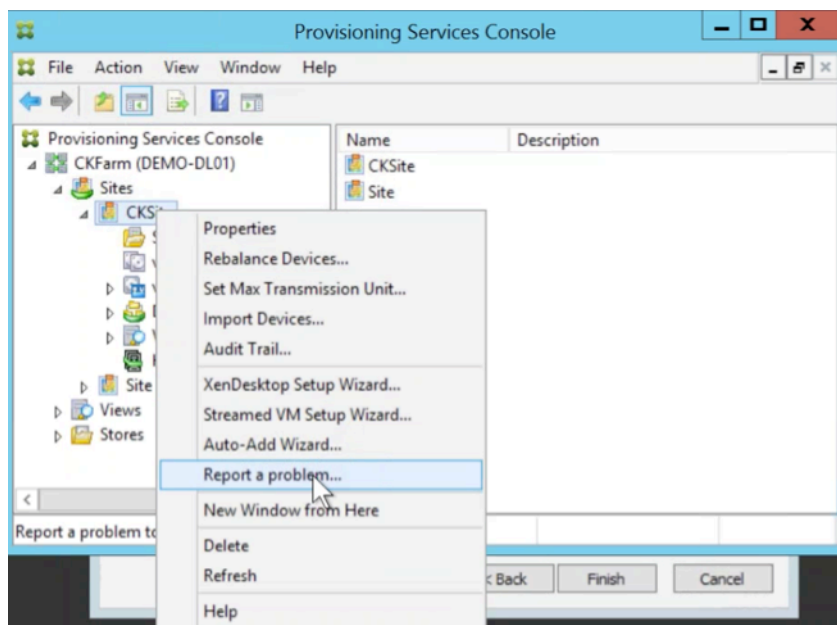 Provisioning Services Console
File Action View Window Help
Provisioning Services Console
CKFarm (DEMO-DL01)
Sites
Site
Views
Stores
Name Description
CKSite
Site
Properties
Rebalance Devices...
Set Max Transmission Unit...
Import Devices...
Audit Trail...
XenDesktop Setup Wizard...
Streamed VM Setup Wizard...
Auto-Add Wizard...
Report a problem...
New Window from Here
Delete
Refresh
Help
Report a problem
Back Finish Cancel